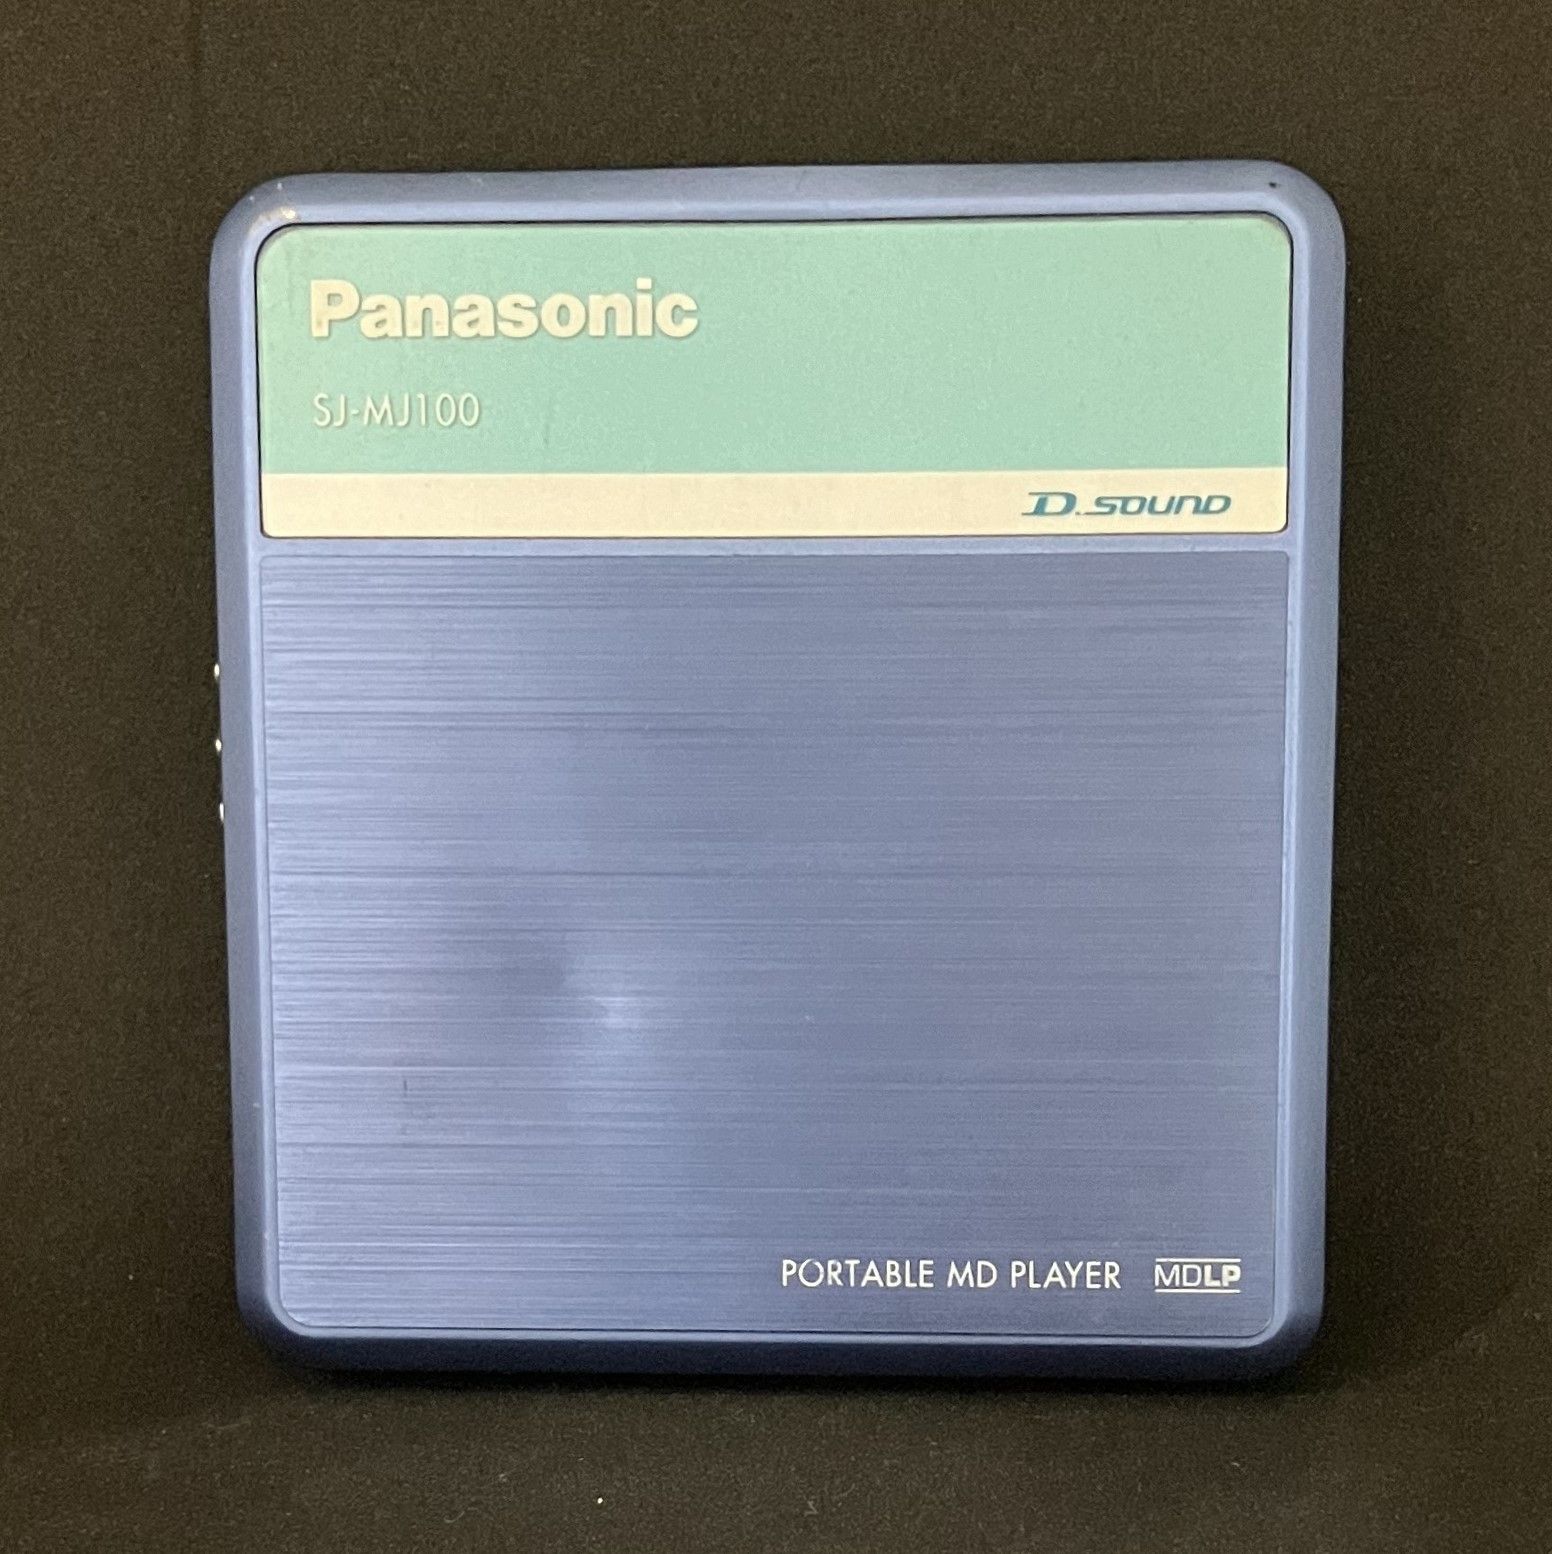 Panasonic
SJ-MJ100
D.SOUND
PORTABLE MD PLAYER MDLP